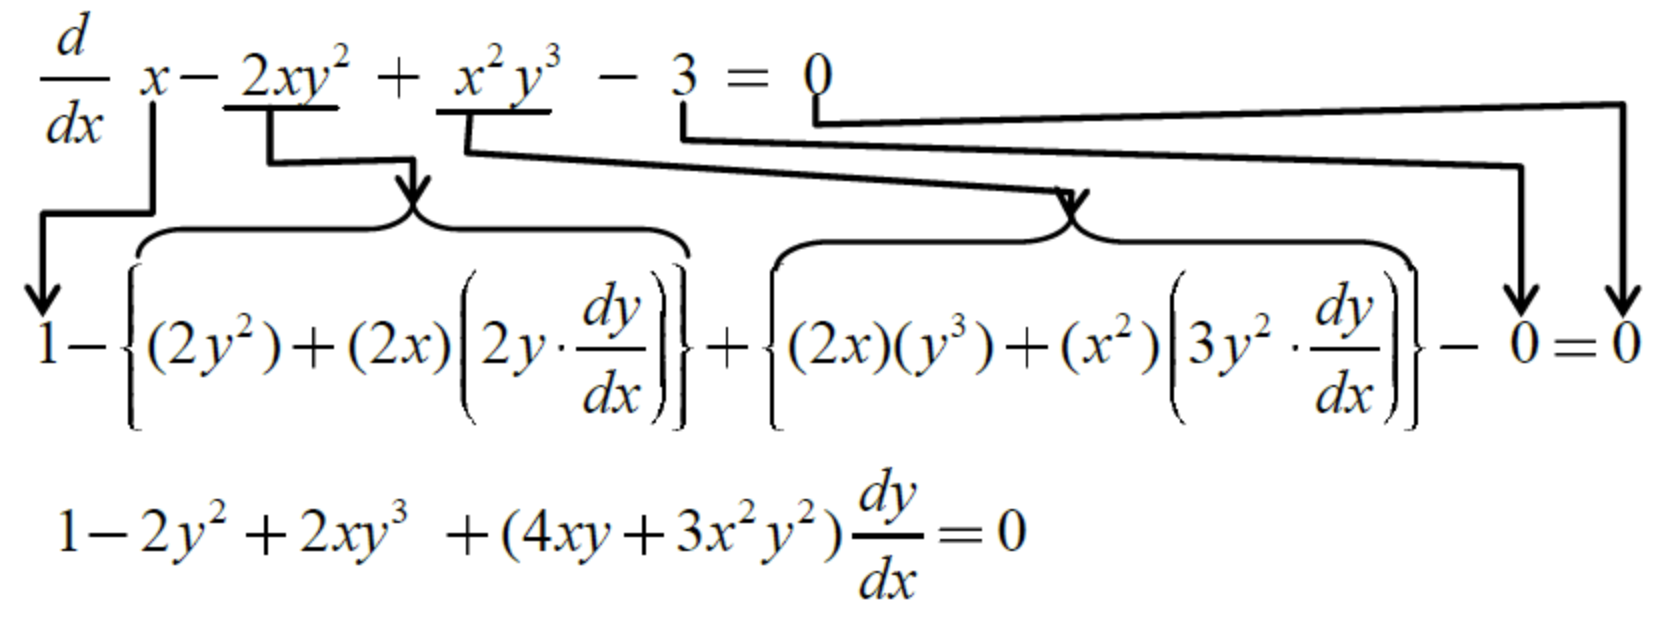 d/dx x − 2xy² + x²y³ − 3 = 0
1 − {(2y²) + (2x)(2y · dy/dx)} + {(2x)(y³) + (x²)(3y² · dy/dx)} − 0 = 0
1 − 2y² + 2xy³ + (4xy + 3x²y²) dy/dx = 0